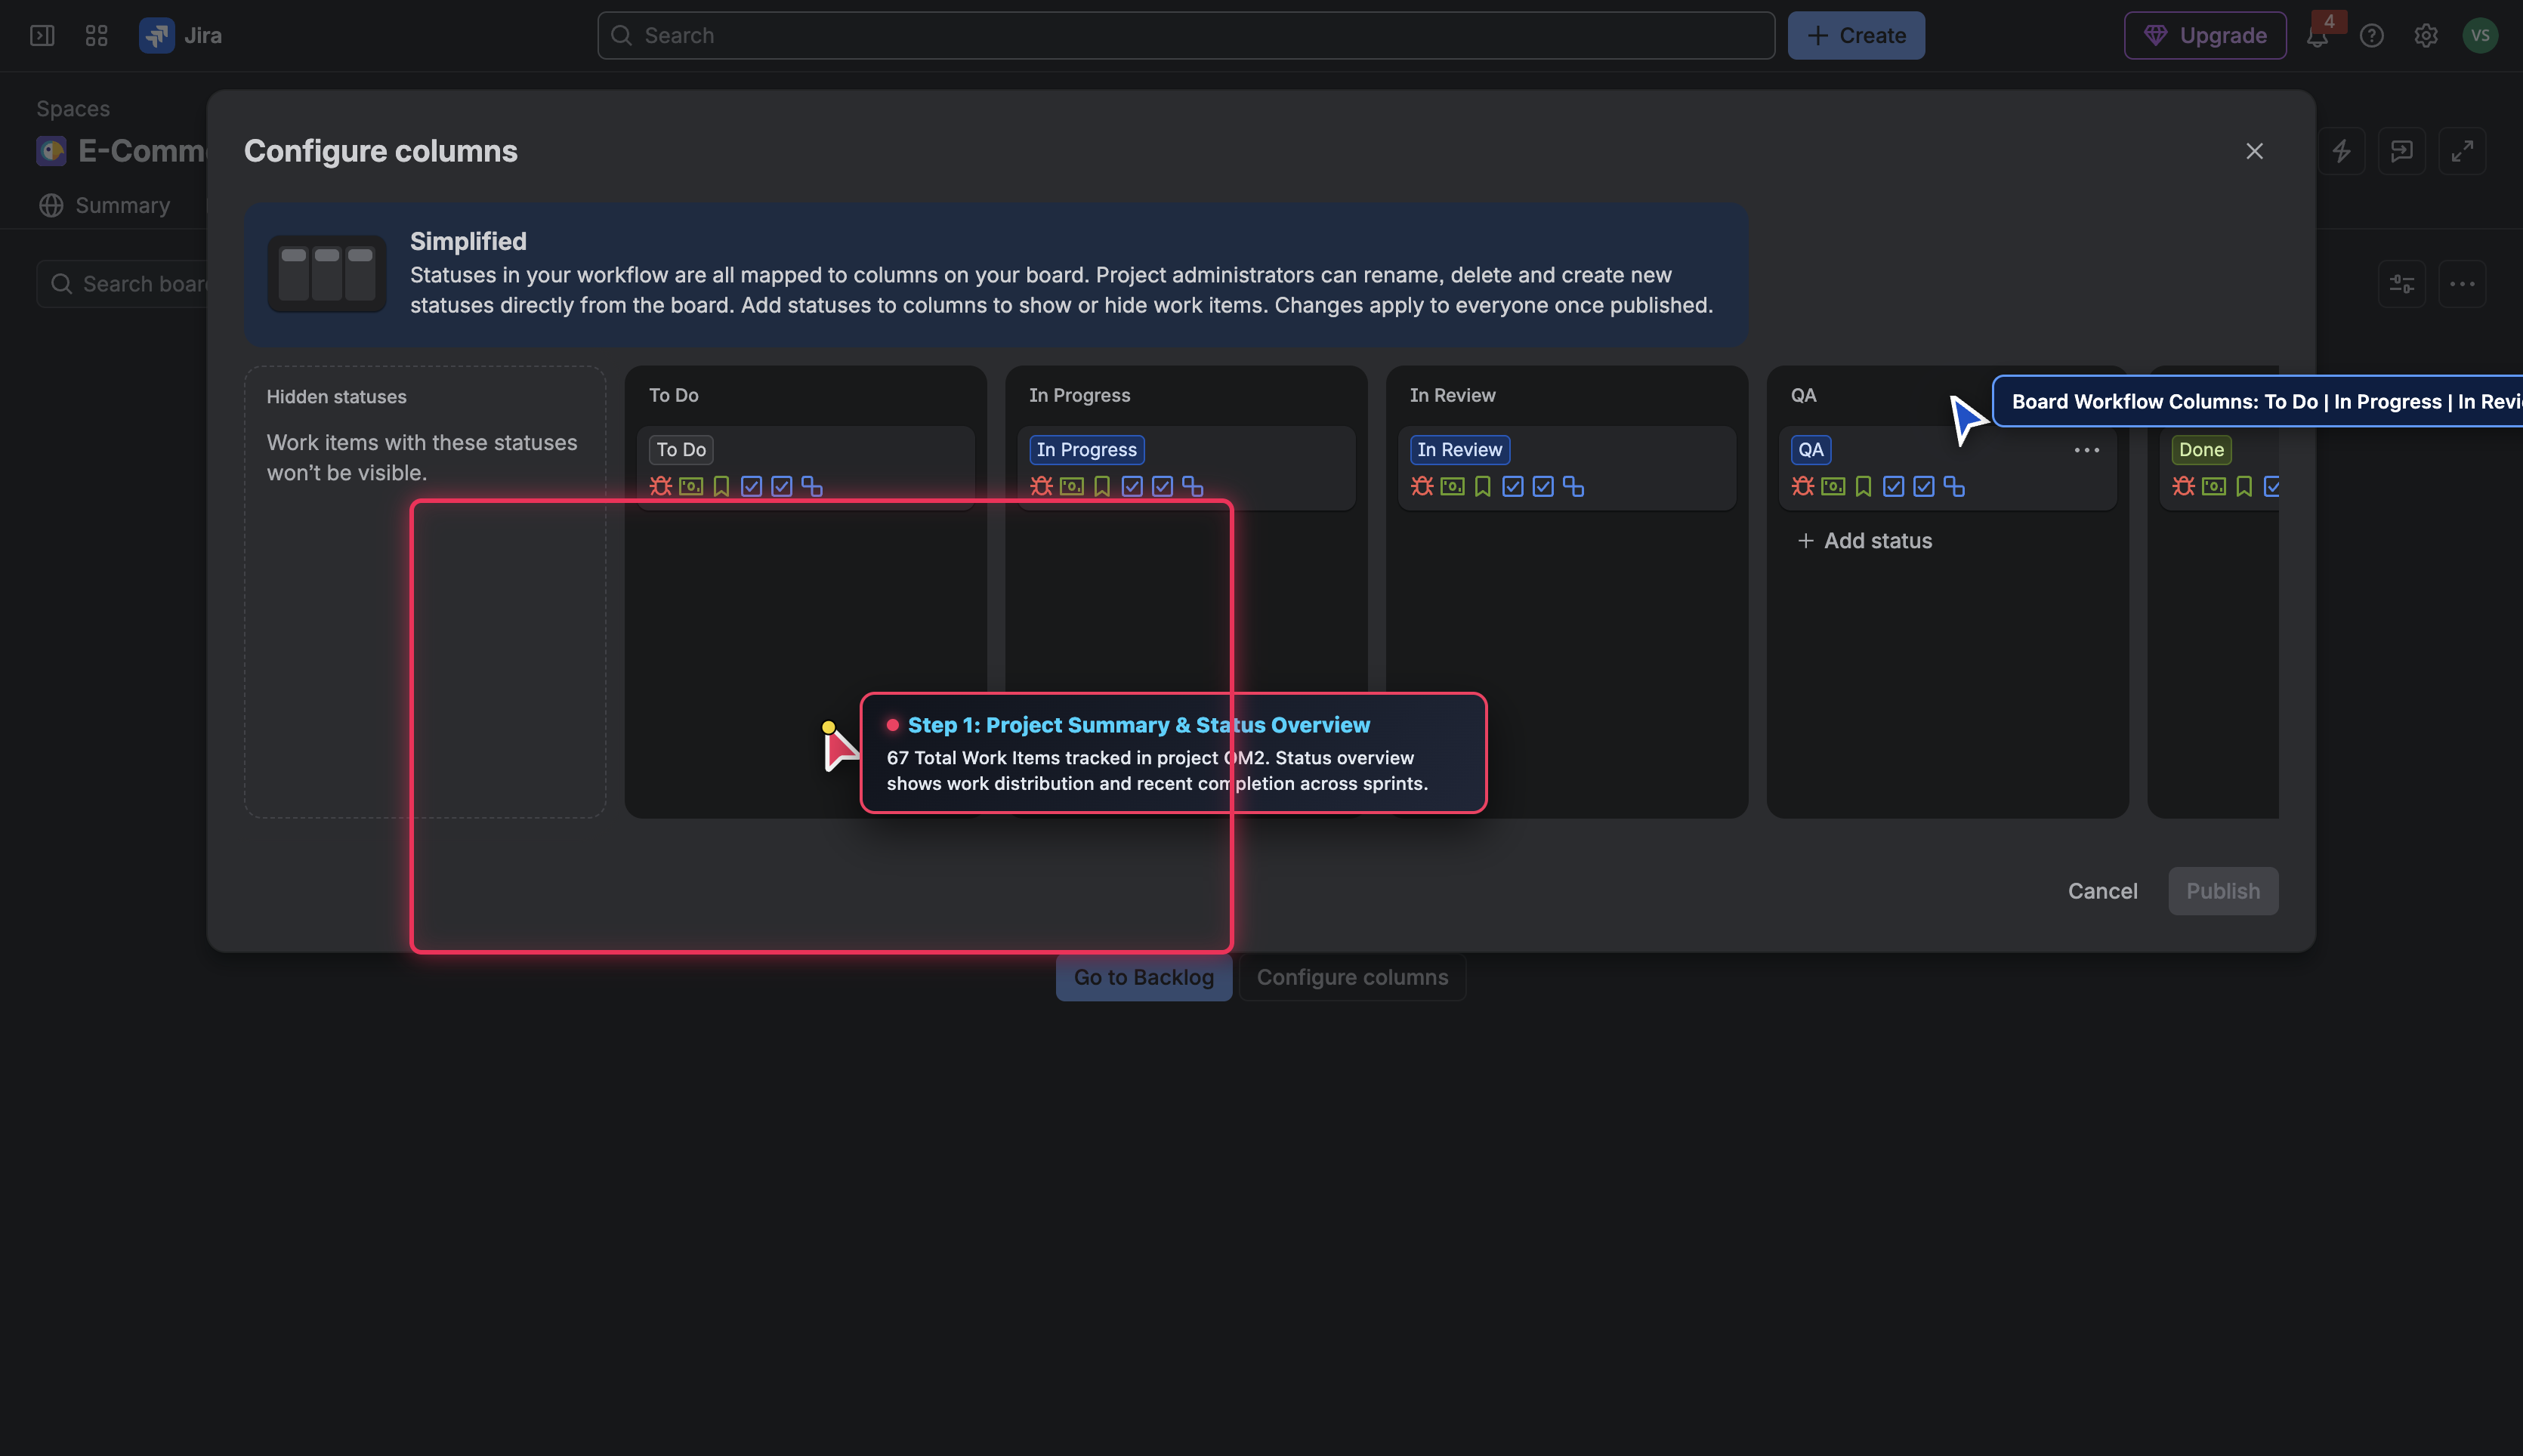 Jira
Search
Create
Upgrade
4
VS
Spaces
E-Comm
Summary
Search boar
Configure columns
Simplified
Statuses in your workflow are all mapped to columns on your board. Project administrators can rename, delete and create new
statuses directly from the board. Add statuses to columns to show or hide work items. Changes apply to everyone once published.
Hidden statuses
Work items with these statuses
won’t be visible.
To Do
To Do
In Progress
In Progress
In Review
In Review
QA
QA
Add status
Board Workflow Columns: To Do | In Progress | In Revi
Done
Step 1: Project Summary & Status Overview
67 Total Work Items tracked in project OM2. Status overview
shows work distribution and recent completion across sprints.
Cancel
Publish
Go to Backlog
Configure columns